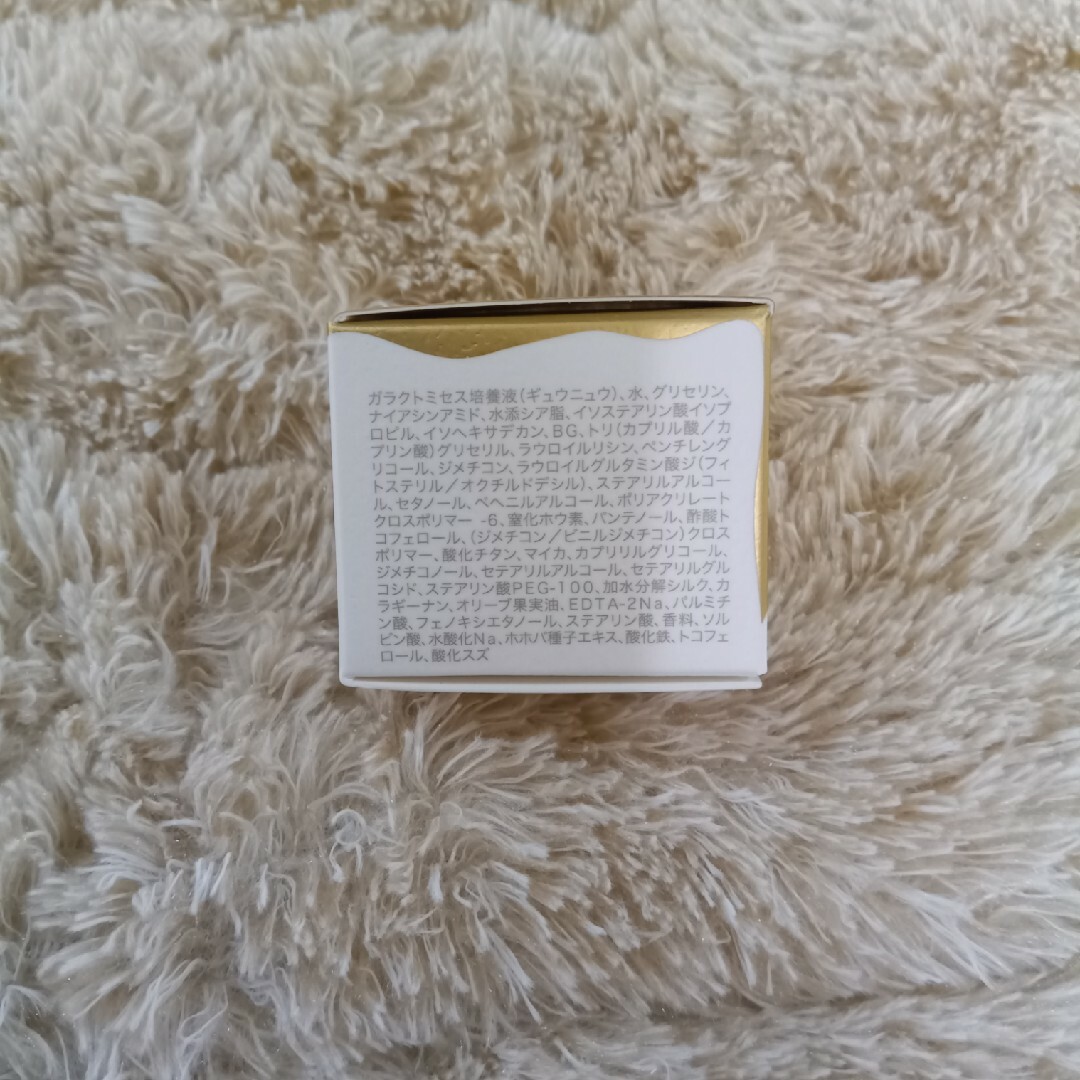 ガラクトミセス培養液(ギュウニュウ)、水、グリセリン、
ナイアシンアミド、水添シア脂、イソステアリン酸イソプ
ロピル、イソヘキサデカン、BG、トリ(カプリル酸/カ
プリン酸)グリセリル、ラウロイルリシン、ペンチレング
リコール、ジメチコン、ラウロイルグルタミン酸ジ(フィ
トステリル/オクチルドデシル)、ステアリルアルコー
ル、セタノール、ベヘニルアルコール、ポリアクリレート
クロスポリマー -6、窒化ホウ素、パンテノール、酢酸ト
コフェロール、(ジメチコン/ビニルジメチコン)クロス
ポリマー、酸化チタン、マイカ、カプリリルグリコール、
ジメチコノール、セテアリルアルコール、セテアリルグル
コシド、ステアリン酸PEG-100、加水分解シルク、カ
ラギーナン、オリーブ果実油、EDTA-2Na、パルミチ
ン酸、フェノキシエタノール、ステアリン酸、香料、ソル
ビン酸、水酸化Na、ホホバ種子エキス、酸化鉄、トコフェ
ロール、酸化スズ